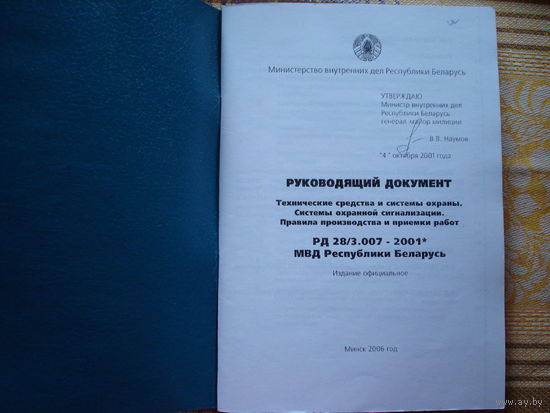 Министерство внутренних дел Республики Беларусь
УТВЕРЖДАЮ
Министр внутренних дел
Республики Беларусь
генерал-майор милиции
В.В. Наумов
"4" октября 2001 года
РУКОВОДЯЩИЙ ДОКУМЕНТ
Технические средства и системы охраны.
Системы охранной сигнализации.
Правила производства и приемки работ
РД 28/3.007 - 2001*
МВД Республики Беларусь
Издание официальное
Минск 2006 год
www.ay.by